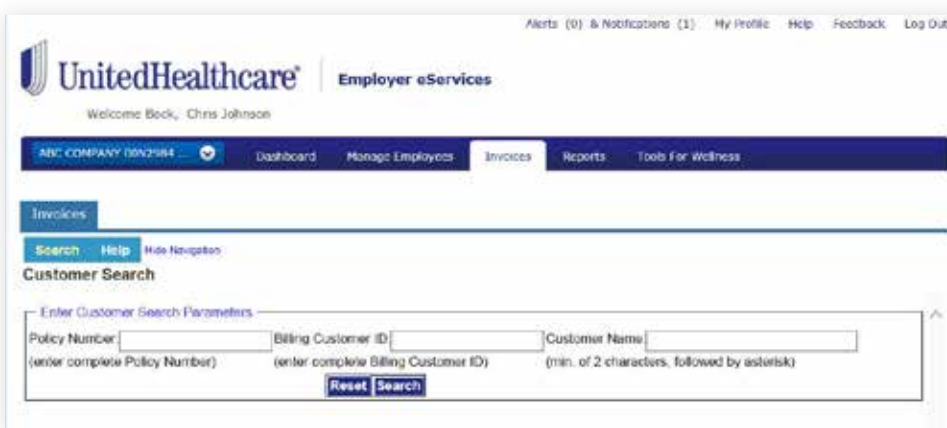 Alerts (0) & Notifications (1) My Profile Help Feedback Log Out
UnitedHealthcare® Employer eServices
Welcome Back, Chris Johnson
ABC COMPANY 00N2984 ... Dashboard Manage Employees Invoices Reports Tools For Wellness
Invoices
Search Help Hide Navigation
Customer Search
Enter Customer Search Parameters
Policy Number Billing Customer ID Customer Name
(enter complete Policy Number) (enter complete Billing Customer ID) (min. of 2 characters, followed by asterisk)
Reset Search